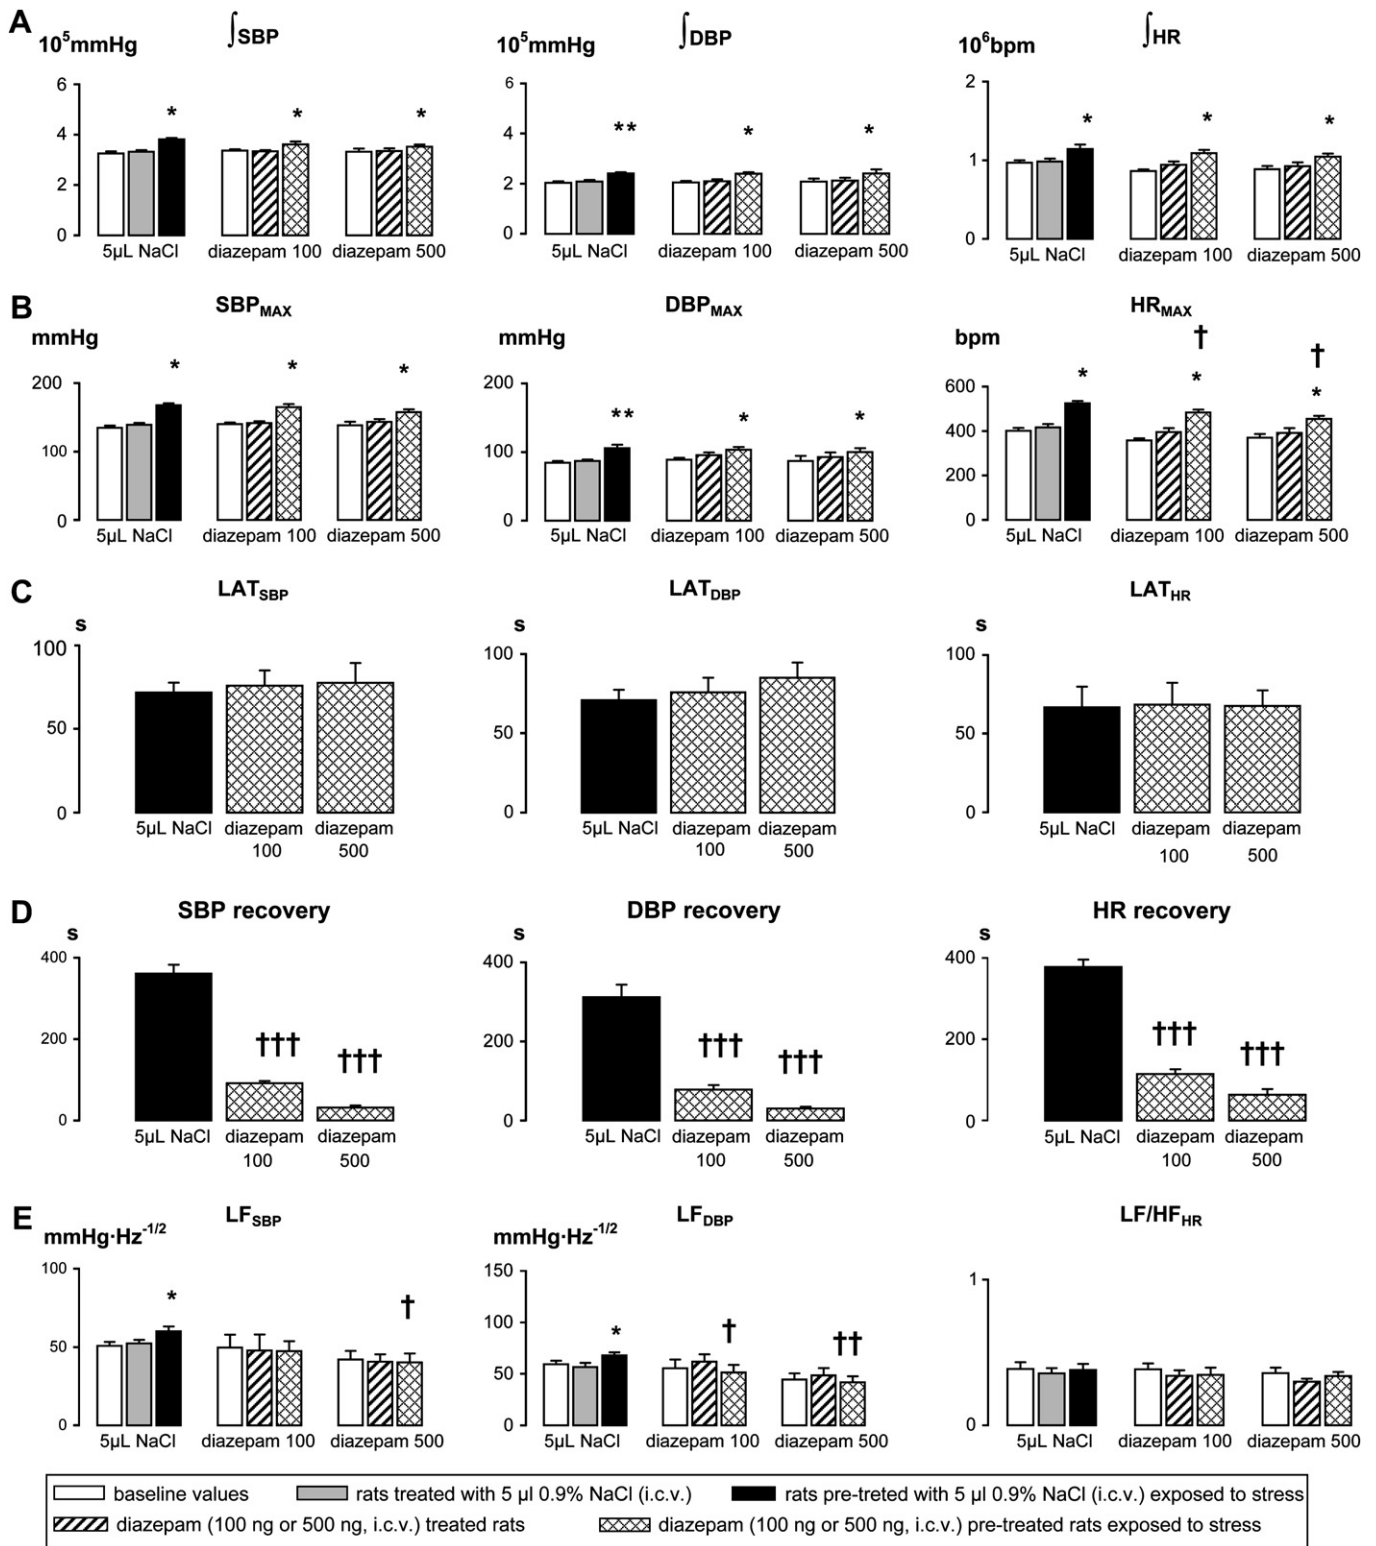 A
∫SBP
∫DBP
∫HR
10⁵mmHg
10⁵mmHg
10⁶bpm
6
4
2
0
*
*
*
5µL NaCl
diazepam 100
diazepam 500
6
4
2
0
**
*
*
5µL NaCl
diazepam 100
diazepam 500
2
1
0
*
*
*
5µL NaCl
diazepam 100
diazepam 500
B
SBPMAX
DBPMAX
HRMAX
mmHg
mmHg
bpm
200
100
0
*
*
*
5µL NaCl
diazepam 100
diazepam 500
200
100
0
**
*
*
5µL NaCl
diazepam 100
diazepam 500
600
400
200
0
*
†
*
†
*
5µL NaCl
diazepam 100
diazepam 500
C
LATSBP
LATDBP
LATHR
s
s
s
100
50
0
5µL NaCl
diazepam
100
diazepam
500
100
50
0
5µL NaCl
diazepam
100
diazepam
500
100
50
0
5µL NaCl
diazepam
100
diazepam
500
D
SBP recovery
DBP recovery
HR recovery
s
s
s
400
200
0
†††
†††
5µL NaCl
diazepam
100
diazepam
500
400
200
0
†††
†††
5µL NaCl
diazepam
100
diazepam
500
400
200
0
†††
†††
5µL NaCl
diazepam
100
diazepam
500
E
LFSBP
LFDBP
LF/HFHR
mmHg·Hz-1/2
mmHg·Hz-1/2
100
50
0
*
†
5µL NaCl
diazepam 100
diazepam 500
150
100
50
0
*
†
††
5µL NaCl
diazepam 100
diazepam 500
1
0
5µL NaCl
diazepam 100
diazepam 500
baseline values
rats treated with 5 µl 0.9% NaCl (i.c.v.)
rats pre-treted with 5 µl 0.9% NaCl (i.c.v.) exposed to stress
diazepam (100 ng or 500 ng, i.c.v.) treated rats
diazepam (100 ng or 500 ng, i.c.v.) pre-treated rats exposed to stress